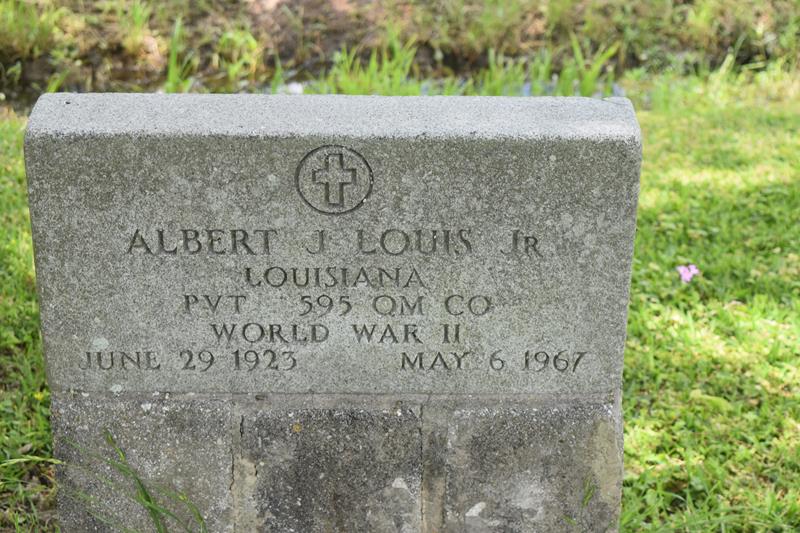 ALBERT J LOUIS JR
LOUISIANA
PVT 595 QM CO
WORLD WAR II
JUNE 29 1923 MAY 6 1967